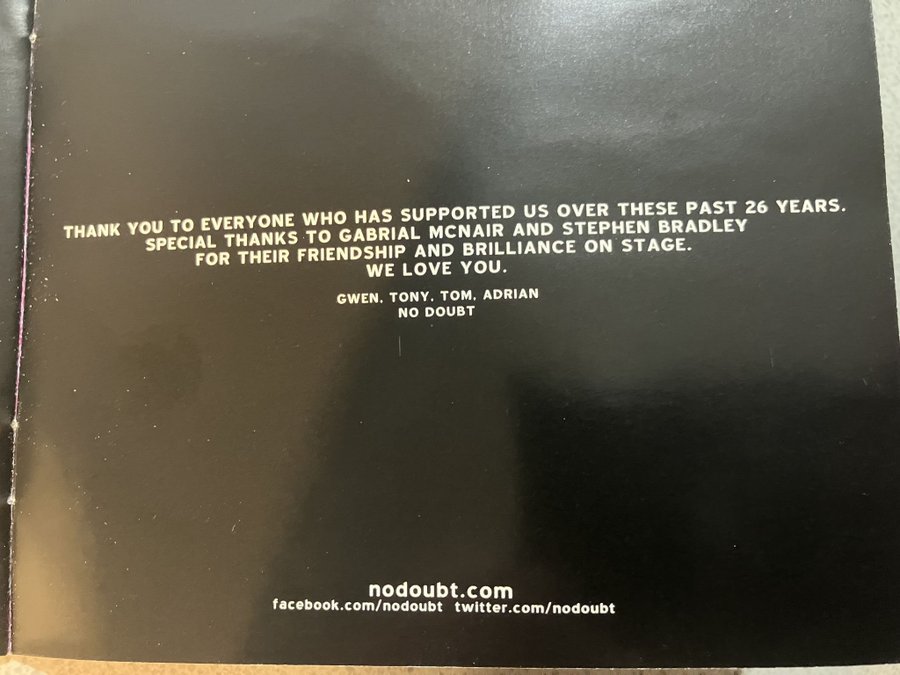 THANK YOU TO EVERYONE WHO HAS SUPPORTED US OVER THESE PAST 26 YEARS.
SPECIAL THANKS TO GABRIAL MCNAIR AND STEPHEN BRADLEY
FOR THEIR FRIENDSHIP AND BRILLIANCE ON STAGE.
WE LOVE YOU.
GWEN, TONY, TOM, ADRIAN
NO DOUBT
nodoubt.com
facebook.com/nodoubt twitter.com/nodoubt